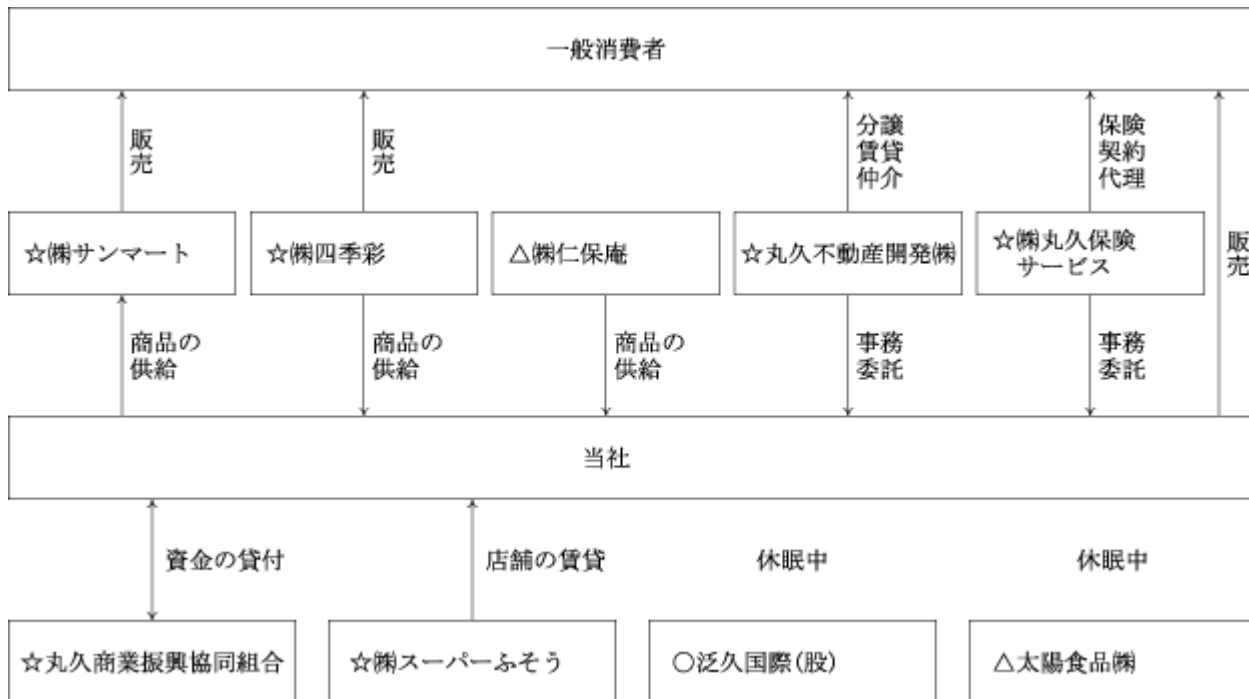 一般消費者
販売
販売
分譲
賃貸
仲介
保険
契約
代理
☆㈱サンマート
☆㈱四季彩
△㈱仁保庵
☆丸久不動産開発㈱
☆㈱丸久保険
サービス
販売
商品の
供給
商品の
供給
商品の
供給
事務
委託
事務
委託
当社
資金の貸付
店舗の賃貸
休眠中
休眠中
☆丸久商業振興協同組合
☆㈱スーパーふそう
○泛久国際(股)
△太陽食品㈱